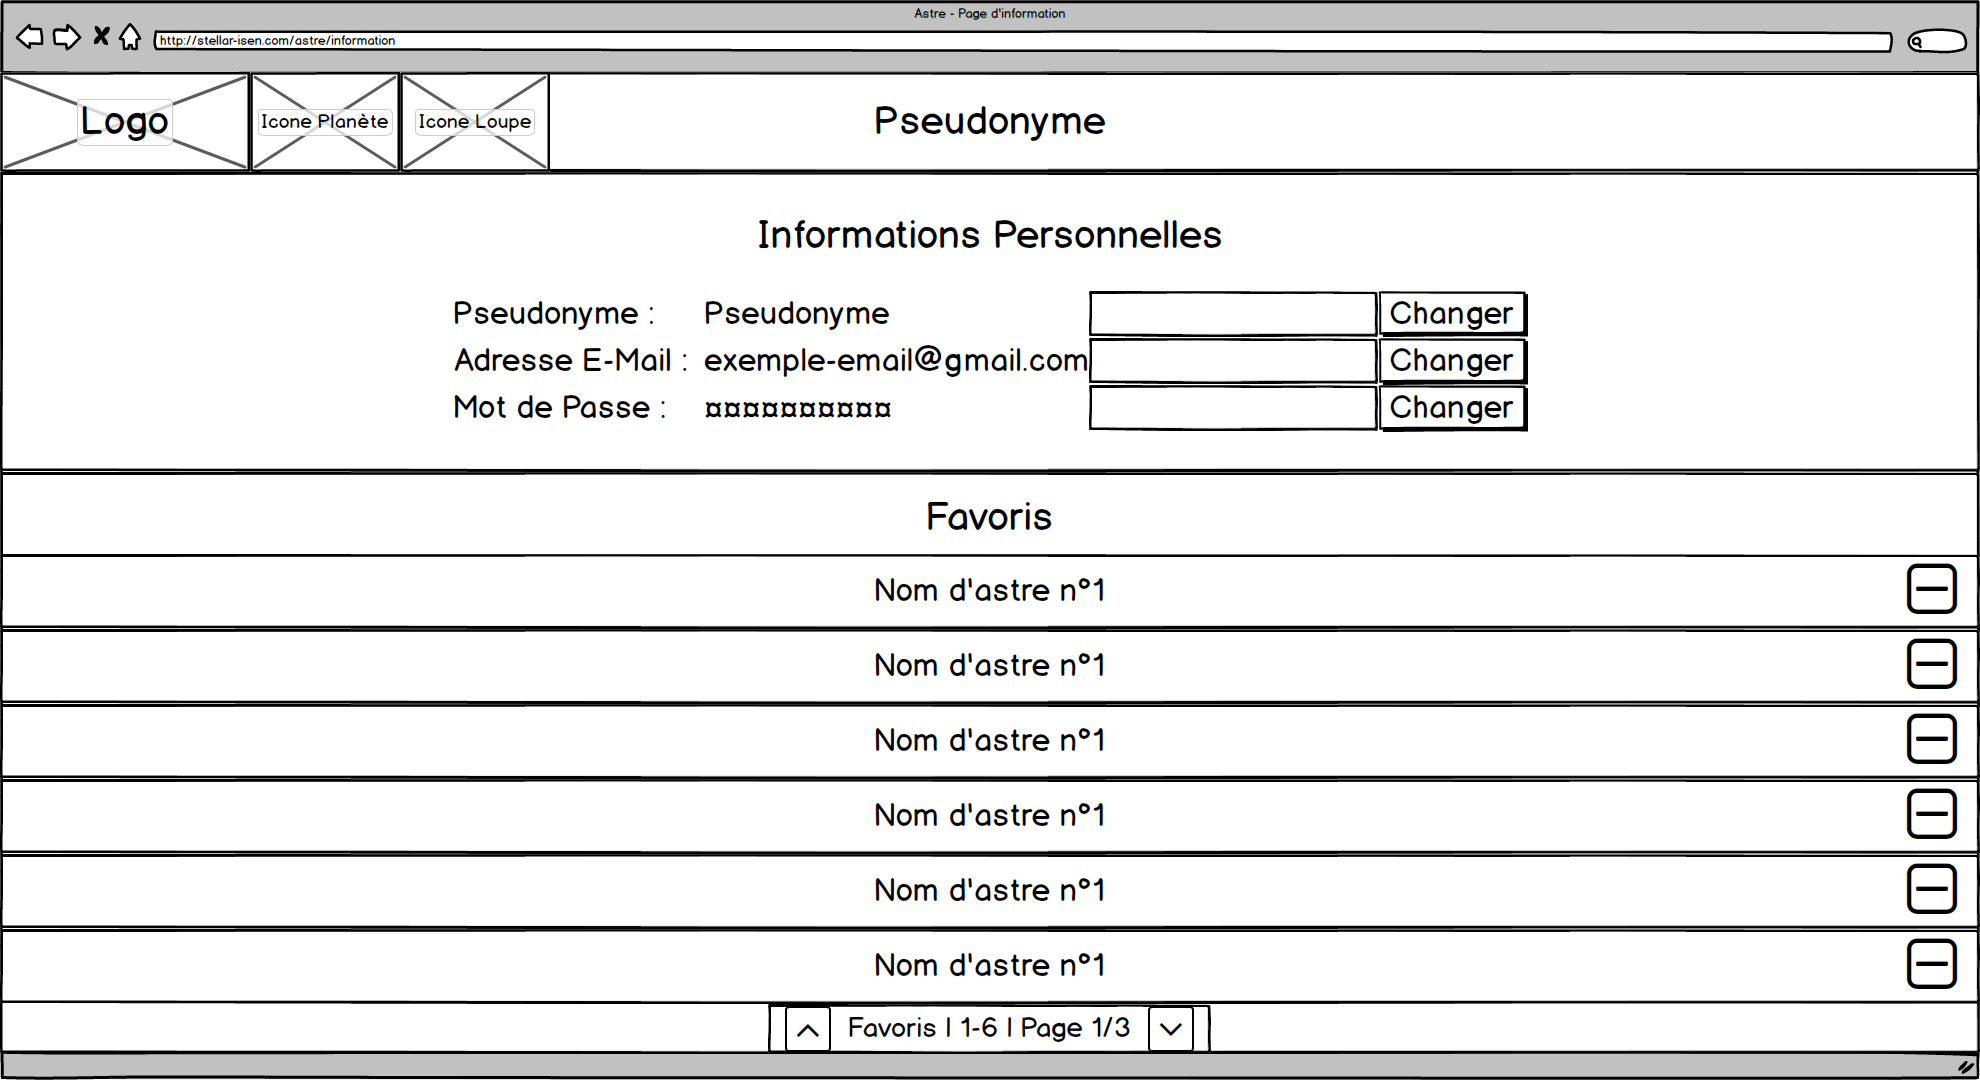 Astre - Page d'information
http://stellar-isen.com/astre/information
Logo
Icone Planète
Icone Loupe
Pseudonyme
Informations Personnelles
Pseudonyme : Pseudonyme Changer
Adresse E-Mail : exemple-email@gmail.com Changer
Mot de Passe : ¤¤¤¤¤¤¤¤¤¤ Changer
Favoris
Nom d'astre n°1
Nom d'astre n°1
Nom d'astre n°1
Nom d'astre n°1
Nom d'astre n°1
Nom d'astre n°1
Favoris | 1-6 | Page 1/3